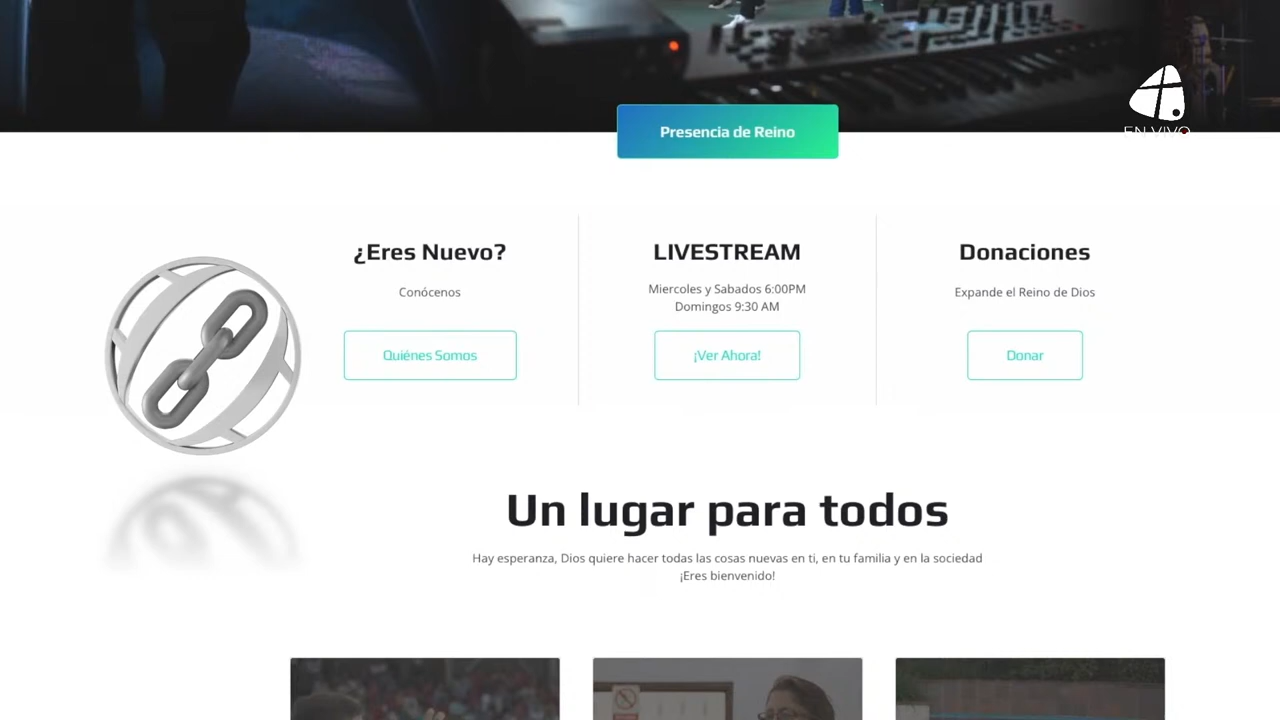 Presencia de Reino
EN VIVO
¿Eres Nuevo?
Conócenos
Quiénes Somos
LIVESTREAM
Miercoles y Sabados 6:00PM
Domingos 9:30 AM
¡Ver Ahora!
Donaciones
Expande el Reino de Dios
Donar
Un lugar para todos
Hay esperanza, Dios quiere hacer todas las cosas nuevas en ti, en tu familia y en la sociedad
¡Eres bienvenido!